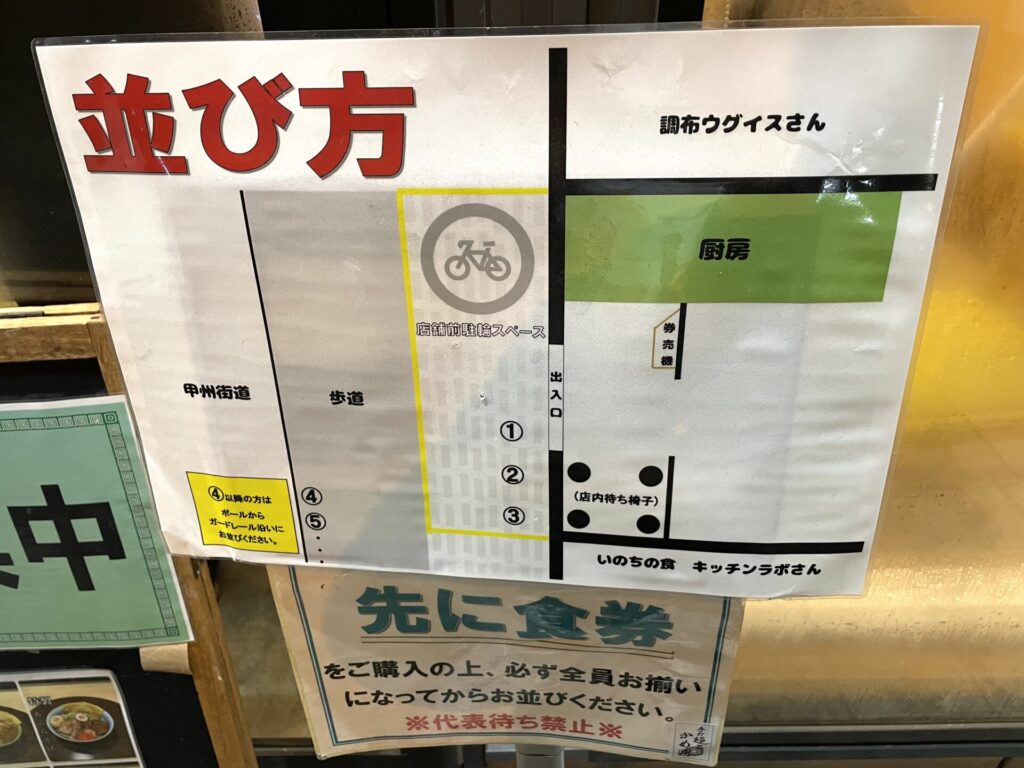 並び方
調布ウグイスさん
厨房
店舗前駐輪スペース
券売機
出入口
甲州街道
歩道
①
②
③
④
⑤
④以降の方は
ポールから
ガードレール沿いに
お並びください。
(店内待ち椅子)
いのちの食 キッチンラボさん
中
先に食券
をご購入の上、必ず全員お揃い
になってからお並びください。
※代表待ち禁止※